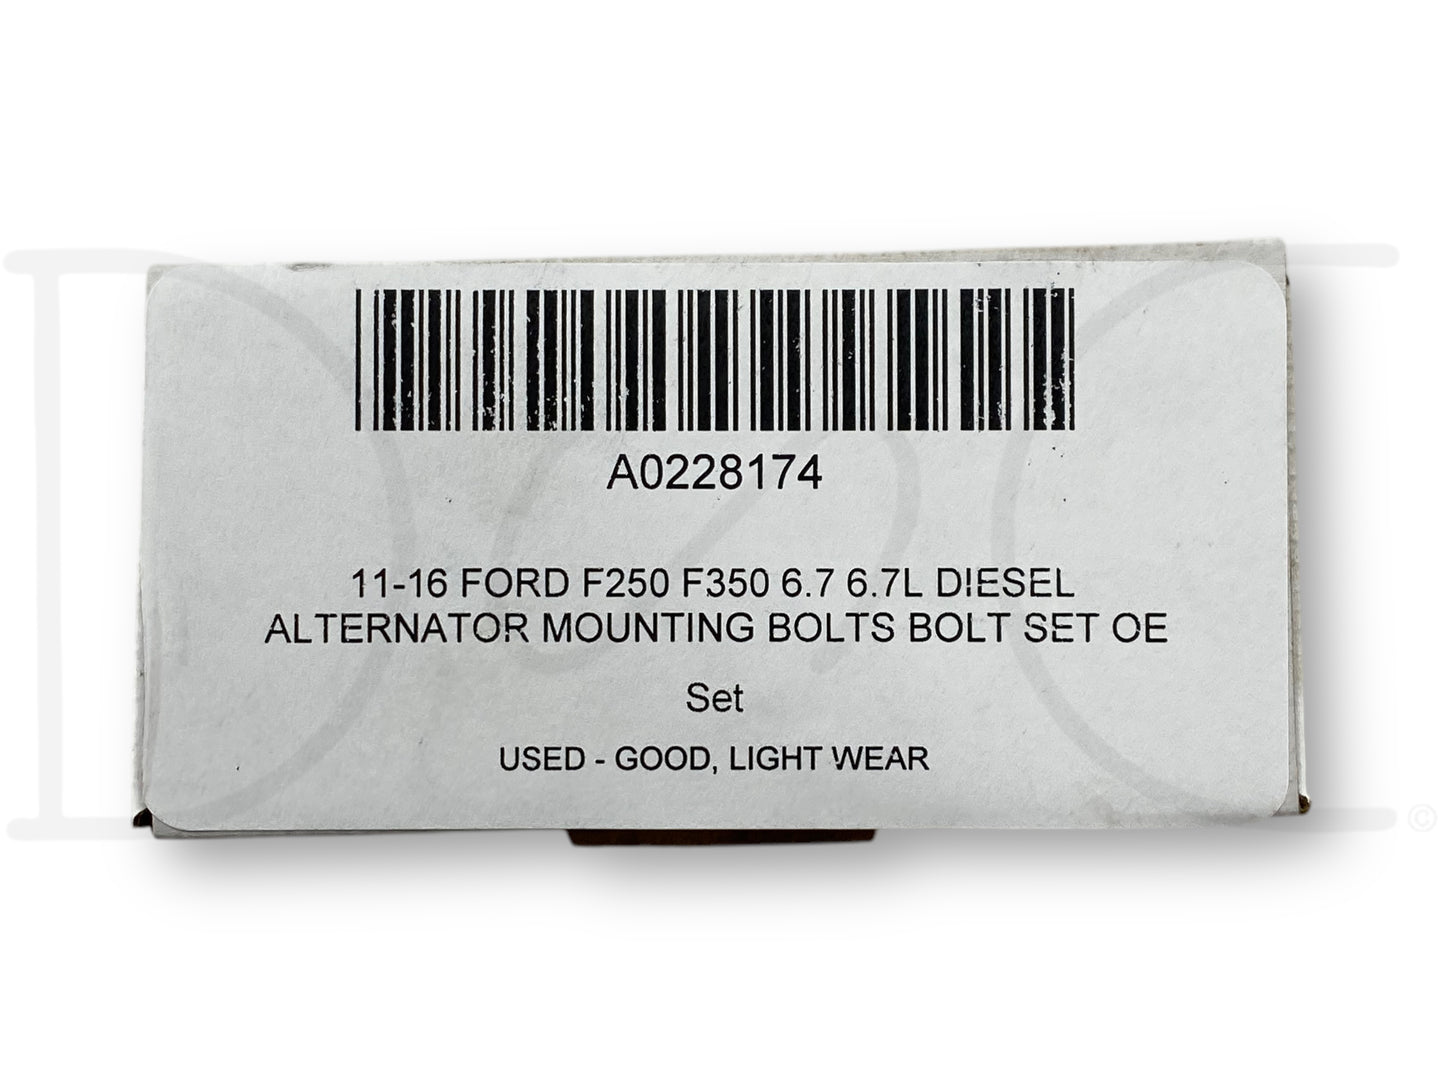 A0228174
11-16 FORD F250 F350 6.7 6.7L DIESEL
ALTERNATOR MOUNTING BOLTS BOLT SET OE
Set
USED - GOOD, LIGHT WEAR
©